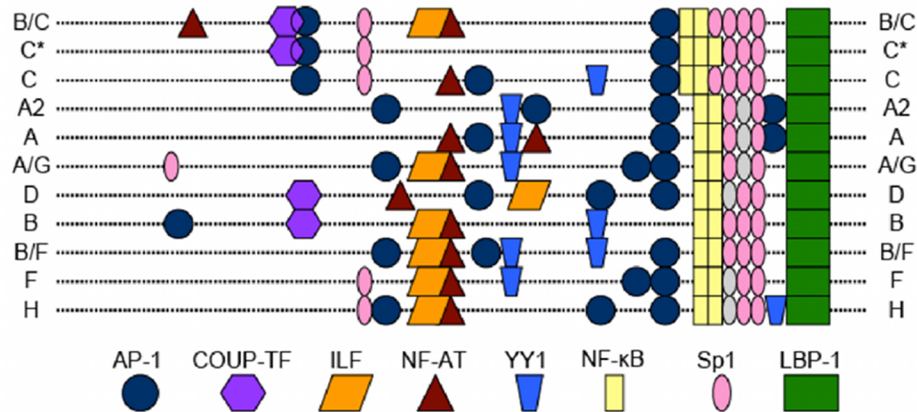 B/C B/C
C* C*
C C
A2 A2
A A
A/G A/G
D D
B B
B/F B/F
F F
H H
AP-1 COUP-TF ILF NF-AT YY1 NF-κB Sp1 LBP-1